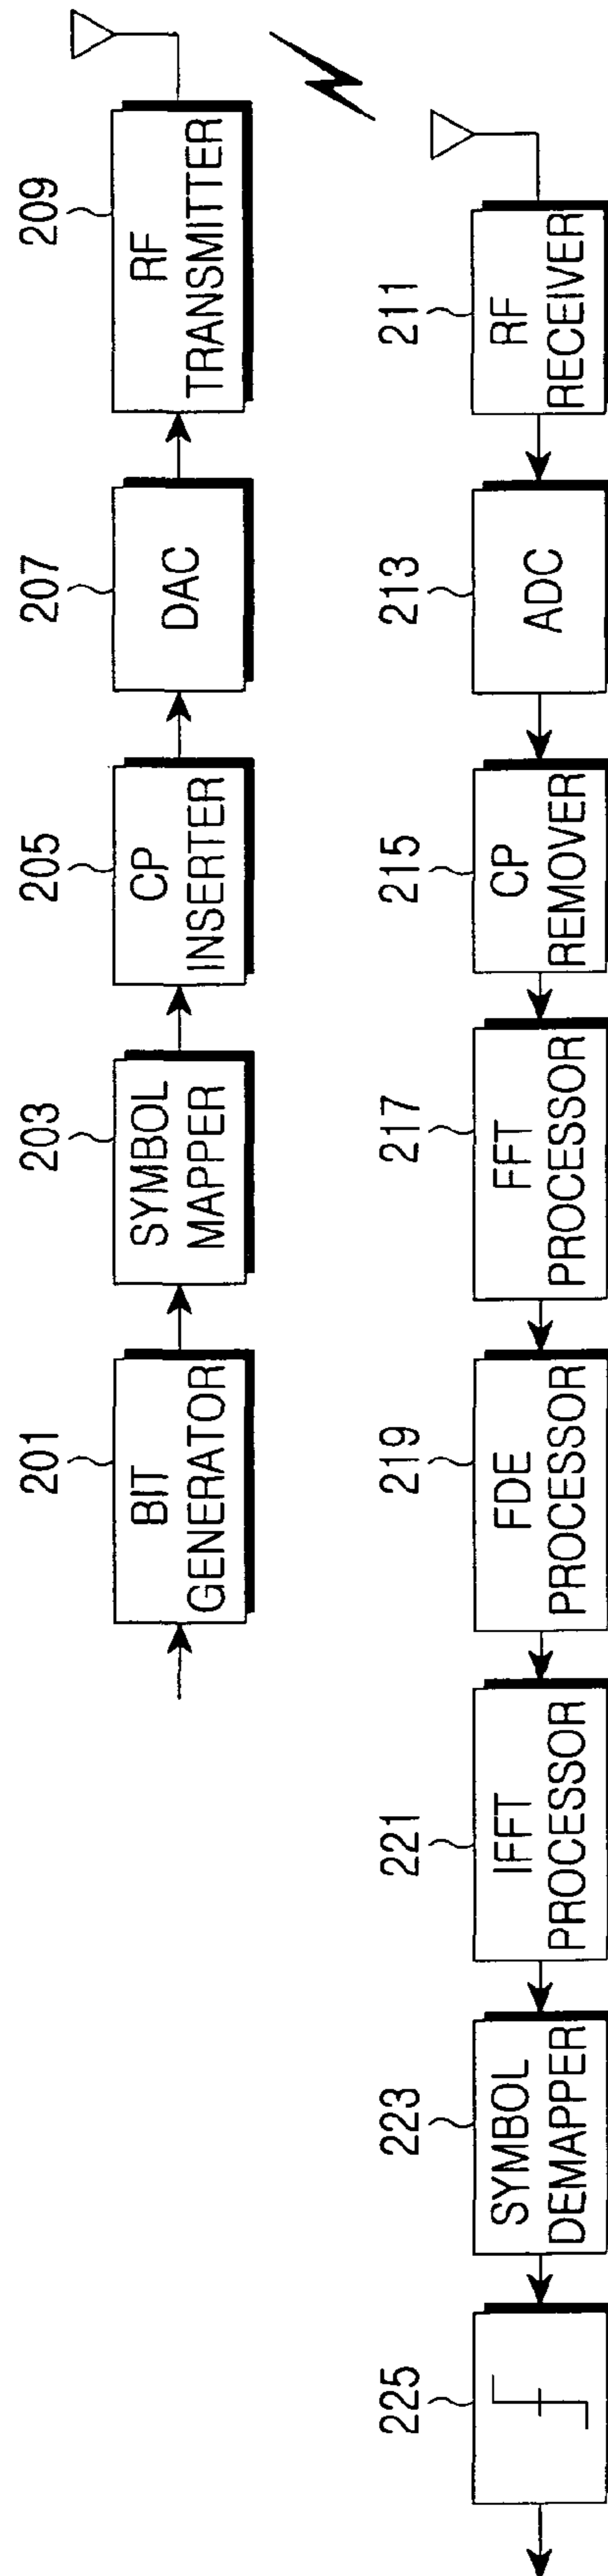 201
BIT
GENERATOR
203
SYMBOL
MAPPER
205
CP
INSERTER
207
DAC
209
RF
TRANSMITTER
211
RF
RECEIVER
213
ADC
215
CP
REMOVER
217
FFT
PROCESSOR
219
FDE
PROCESSOR
221
IFFT
PROCESSOR
223
SYMBOL
DEMAPPER
225